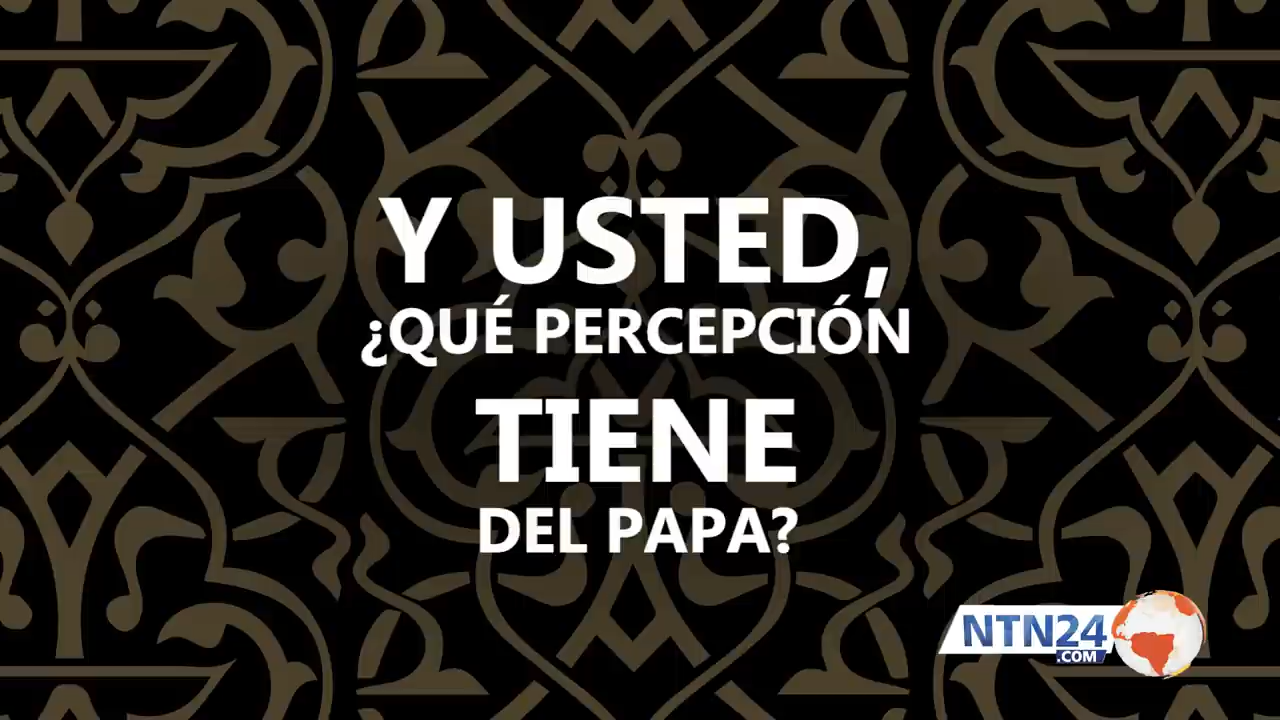 Y USTED,
¿QUÉ PERCEPCIÓN
TIENE
DEL PAPA?
NTN24
.COM